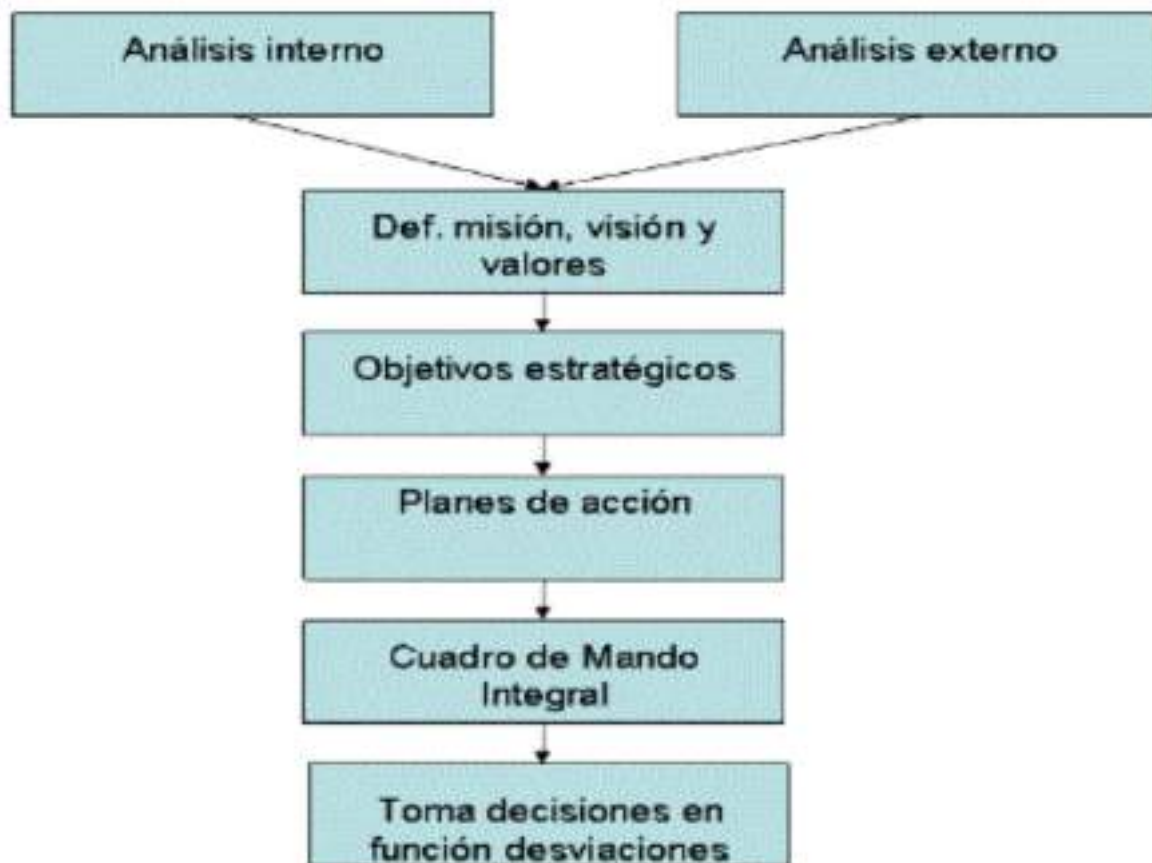 Análisis interno
Análisis externo
Def. misión, visión y
valores
Objetivos estratégicos
Planes de acción
Cuadro de Mando
Integral
Toma decisiones en
función desviaciones